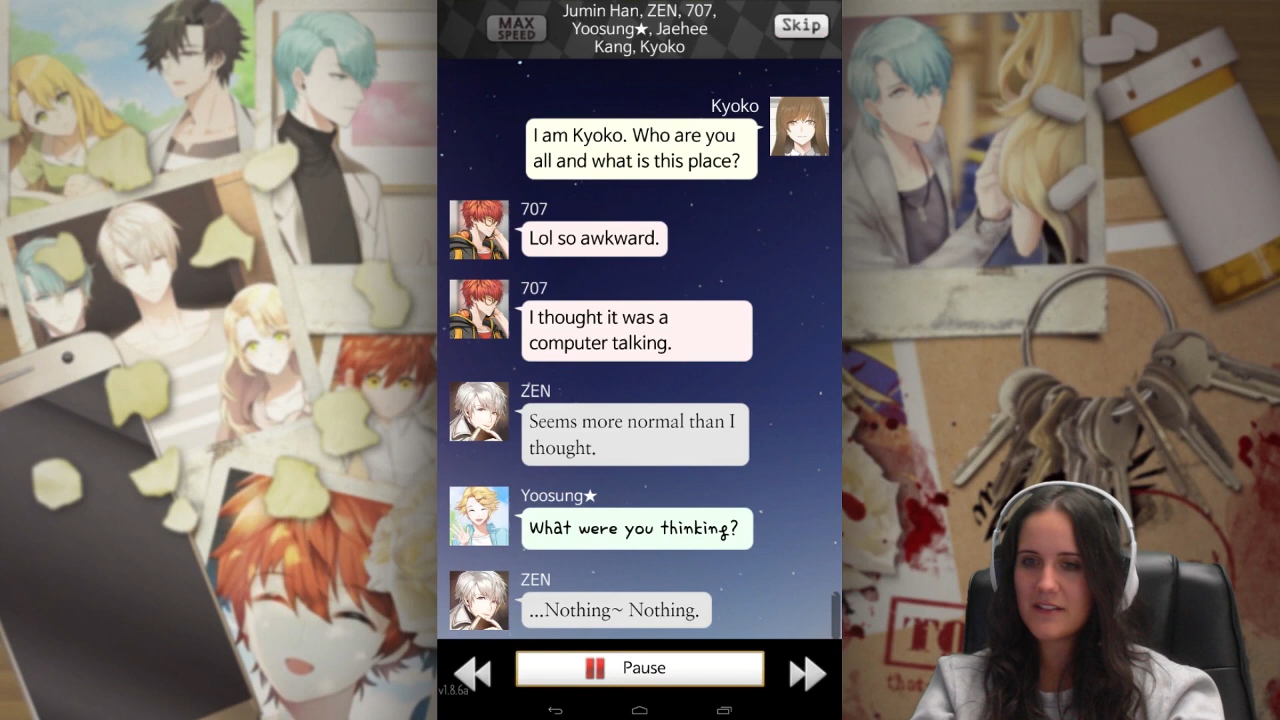 MAX
SPEED
Jumin Han, ZEN, 707,
Yoosung★, Jaehee
Kang, Kyoko
Skip
Kyoko
I am Kyoko. Who are you
all and what is this place?
707
Lol so awkward.
707
I thought it was a
computer talking.
ZEN
Seems more normal than I
thought.
Yoosung★
What were you thinking?
ZEN
...Nothing~ Nothing.
Pause
v1.8.6a